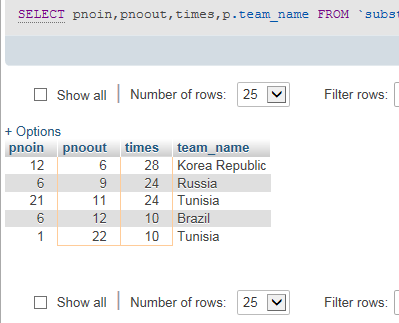 SELECT pnoin,pnoout,times,p.team_name FROM `subst
Show all Number of rows: 25 Filter rows:
+ Options
pnoin pnoout times team_name
12 6 28 Korea Republic
6 9 24 Russia
21 11 24 Tunisia
6 12 10 Brazil
1 22 10 Tunisia
Show all Number of rows: 25 Filter rows: